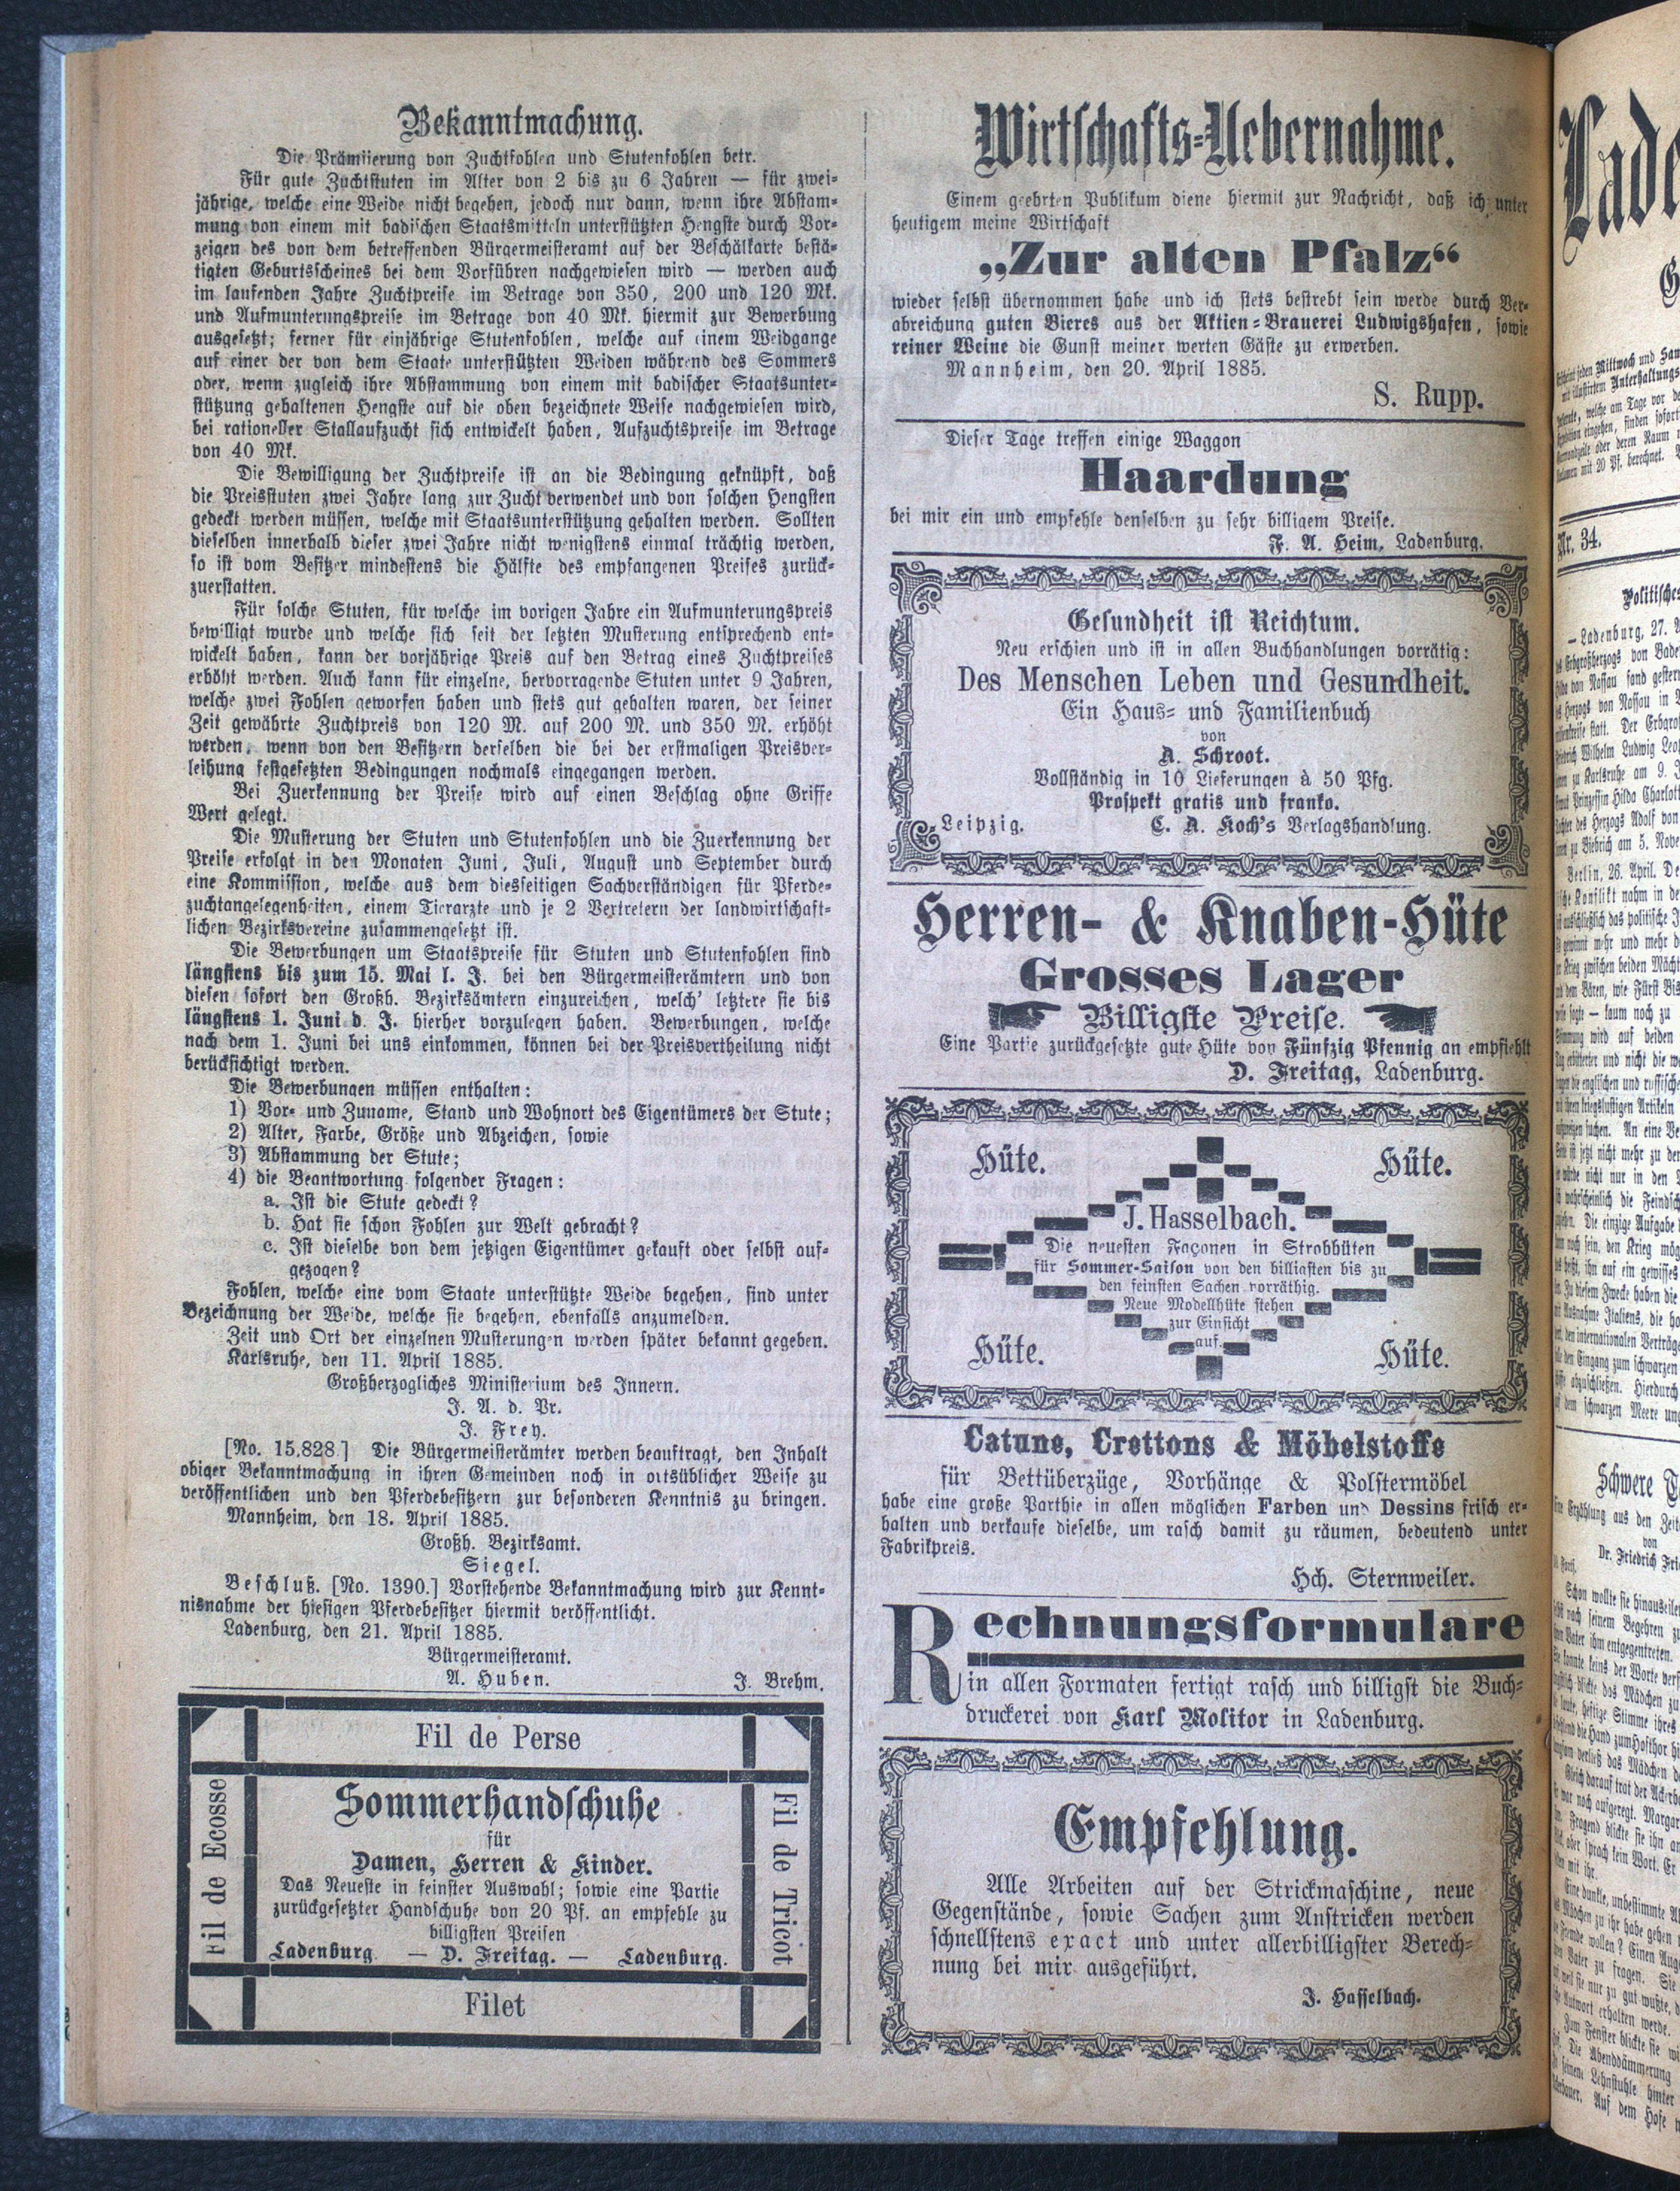 Bekanntmachung.
Die Prämiierung von Zuchtfohlen und Stutenfohlen betr.
Für gute Zuchtstuten im Alter von 2 bis zu 6 Jahren — für zwei-
jährige, welche eine Weide nicht begehen, jedoch nur dann, wenn ihre Abstam-
mung von einem mit badischen Staatsmitteln unterstützten Hengste durch Vor-
zeigen des von dem betreffenden Bürgermeisteramt auf der Beschälkarte bestä-
tigten Geburtsscheines bei dem Vorführen nachgewiesen wird — werden auch
im laufenden Jahre Zuchtpreise im Betrage von 350, 200 und 120 Mk.
und Aufmunterungspreise im Betrage von 40 Mk. hiermit zur Bewerbung
ausgesetzt; ferner für einjährige Stutenfohlen, welche auf einem Weidgange
auf einer der von dem Staate unterstützten Weiden während des Sommers
oder, wenn zugleich ihre Abstammung von einem mit badischer Staatsunter-
stützung gehaltenen Hengste auf die oben bezeichnete Weise nachgewiesen wird,
bei rationeller Stallaufzucht sich entwickelt haben, Aufzuchtspreise im Betrage
von 40 Mk.
Die Bewilligung der Zuchtpreise ist an die Bedingung geknüpft, daß
die Preisstuten zwei Jahre lang zur Zucht verwendet und von solchen Hengsten
gedeckt werden müssen, welche mit Staatsunterstützung gehalten werden. Sollten
dieselben innerhalb dieser zwei Jahre nicht wenigstens einmal trächtig werden,
so ist vom Besitzer mindestens die Hälfte des empfangenen Preises zurück-
zuerstatten.
Für solche Stuten, für welche im vorigen Jahre ein Aufmunterungspreis
bewilligt wurde und welche sich seit der letzten Musterung entsprechend ent-
wickelt haben, kann der vorjährige Preis auf den Betrag eines Zuchtpreises
erhöht werden. Auch kann für einzelne, hervorragende Stuten unter 9 Jahren,
welche zwei Fohlen geworfen haben und stets gut gehalten waren, der seiner
Zeit gewährte Zuchtpreis von 120 M. auf 200 M. und 350 M. erhöht
werden, wenn von den Besitzern derselben die bei der erstmaligen Preisver-
leihung festgesetzten Bedingungen nochmals eingegangen werden.
Bei Zuerkennung der Preise wird auf einen Beschlag ohne Griffe
Wert gelegt.
Die Musterung der Stuten und Stutenfohlen und die Zuerkennung der
Preise erfolgt in den Monaten Juni, Juli, August und September durch
eine Kommission, welche aus dem diesseitigen Sachverständigen für Pferde-
zuchtangelegenheiten, einem Tierarzte und je 2 Vertretern der landwirtschaft-
lichen Bezirksvereine zusammengesetzt ist.
Die Bewerbungen um Staatspreise für Stuten und Stutenfohlen sind
längstens bis zum 15. Mai l. J. bei den Bürgermeisterämtern und von
diesen sofort den Großh. Bezirksämtern einzureichen, welch' letztere sie bis
längstens 1. Juni d. J. hierher vorzulegen haben. Bewerbungen, welche
nach dem 1. Juni bei uns einkommen, können bei der Preisvertheilung nicht
berücksichtigt werden.
Die Bewerbungen müssen enthalten:
1) Vor- und Zuname, Stand und Wohnort des Eigentümers der Stute;
2) Alter, Farbe, Größe und Abzeichen, sowie
3) Abstammung der Stute;
4) die Beantwortung folgender Fragen:
a. Ist die Stute gedeckt?
b. Hat sie schon Fohlen zur Welt gebracht?
c. Ist dieselbe von dem jetzigen Eigentümer gekauft oder selbst auf-
gezogen?
Fohlen, welche eine vom Staate unterstützte Weide begehen, sind unter
Bezeichnung der Weide, welche sie begehen, ebenfalls anzumelden.
Zeit und Ort der einzelnen Musterungen werden später bekannt gegeben.
Karlsruhe, den 11. April 1885.
Großherzogliches Ministerium des Innern.
J. A. d. Pr.
J. Frey.
[No. 15,828.] Die Bürgermeisterämter werden beauftragt, den Inhalt
obiger Bekanntmachung in ihren Gemeinden noch in ortsüblicher Weise zu
veröffentlichen und den Pferdebesitzern zur besonderen Kenntnis zu bringen.
Mannheim, den 18. April 1885.
Großh. Bezirksamt.
Siegel.
Beschluß. [No. 1390.] Vorstehende Bekanntmachung wird zur Kennt-
nisnahme der hiesigen Pferdebesitzer hiermit veröffentlicht.
Ladenburg, den 21. April 1885.
Bürgermeisteramt.
A. Huben. J. Brehm.
Fil de Perse
Fil de Ecosse
Sommerhandschuhe
für
Damen, Herren & Kinder.
Das Neueste in feinster Auswahl; sowie eine Partie
zurückgesetzter Handschuhe von 20 Pf. an empfehle zu
billigsten Preisen
Ladenburg. — D. Freitag. — Ladenburg.
Fil de Tricot
Filet
Wirtschafts-Uebernahme.
Einem geehrten Publikum diene hiermit zur Nachricht, daß ich unter
heutigem meine Wirtschaft
„Zur alten Pfalz“
wieder selbst übernommen habe und ich stets bestrebt sein werde durch Ver-
abreichung guten Bieres aus der Aktien-Brauerei Ludwigshafen, sowie
reiner Weine die Gunst meiner werten Gäste zu erwerben.
Mannheim, den 20. April 1885.
S. Rupp.
Dieser Tage treffen einige Waggon
Haardung
bei mir ein und empfehle denselben zu sehr billigem Preise.
F. A. Heim, Ladenburg.
Gesundheit ist Reichtum.
Neu erschien und ist in allen Buchhandlungen vorrätig:
Des Menschen Leben und Gesundheit.
Ein Haus- und Familienbuch
von
A. Schroot.
Vollständig in 10 Lieferungen à 50 Pfg.
Prospekt gratis und franko.
Leipzig. C. A. Koch's Verlagshandlung.
Herren- & Knaben-Hüte
Grosses Lager
Billigste Preise.
Eine Partie zurückgesetzte gute Hüte von Fünfzig Pfennig an empfiehlt
D. Freitag, Ladenburg.
Hüte. Hüte.
J. Hasselbach.
Die neuesten Façonen in Strohhüten
für Sommer-Saison von den billigsten bis zu
den feinsten Sachen vorräthig.
Neue Modellhüte stehen
zur Einsicht
auf.
Hüte. Hüte.
Catune, Crettons & Möbelstoffe
für Bettüberzüge, Vorhänge & Polstermöbel
habe eine große Parthie in allen möglichen Farben und Dessins frisch er-
halten und verkaufe dieselbe, um rasch damit zu räumen, bedeutend unter
Fabrikpreis.
Hch. Sternweiler.
Rechnungsformulare
in allen Formaten fertigt rasch und billigst die Buch-
druckerei von Karl Molitor in Ladenburg.
Empfehlung.
Alle Arbeiten auf der Strickmaschine, neue
Gegenstände, sowie Sachen zum Anstricken werden
schnellstens exact und unter allerbilligster Berech-
nung bei mir ausgeführt.
J. Hasselbach.
Lade
Nr. 34.
Politisches
— Ladenburg, 27. A
Berlin, 26. April. De
Schwere
Eine Erzählung aus den Zeit
von
Dr. Friedrich Frie